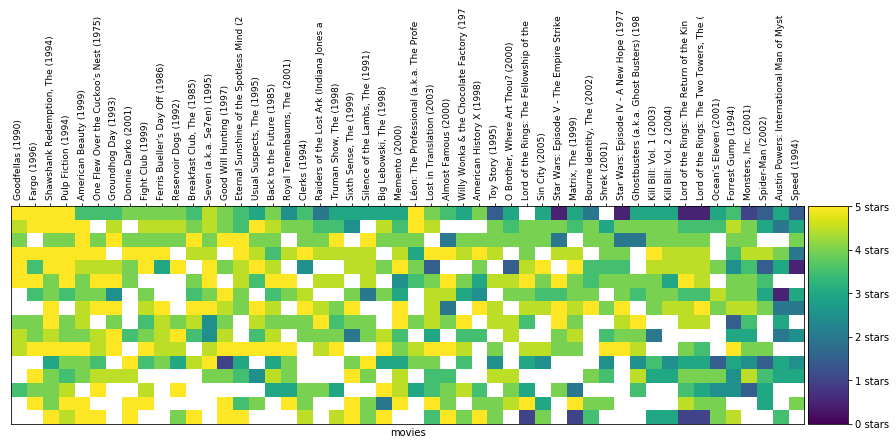 Goodfellas (1990)
Fargo (1996)
Shawshank Redemption, The (1994)
Pulp Fiction (1994)
American Beauty (1999)
One Flew Over the Cuckoo's Nest (1975)
Groundhog Day (1993)
Donnie Darko (2001)
Fight Club (1999)
Ferris Bueller's Day Off (1986)
Reservoir Dogs (1992)
Breakfast Club, The (1985)
Seven (a.k.a. Se7en) (1995)
Good Will Hunting (1997)
Eternal Sunshine of the Spotless Mind (2
Usual Suspects, The (1995)
Back to the Future (1985)
Royal Tenenbaums, The (2001)
Clerks (1994)
Raiders of the Lost Ark (Indiana Jones a
Truman Show, The (1998)
Sixth Sense, The (1999)
Silence of the Lambs, The (1991)
Big Lebowski, The (1998)
Memento (2000)
Léon: The Professional (a.k.a. The Profe
Lost in Translation (2003)
Almost Famous (2000)
Willy Wonka & the Chocolate Factory (197
American History X (1998)
Toy Story (1995)
O Brother, Where Art Thou? (2000)
Lord of the Rings: The Fellowship of the
Sin City (2005)
Star Wars: Episode V - The Empire Strike
Matrix, The (1999)
Bourne Identity, The (2002)
Shrek (2001)
Star Wars: Episode IV - A New Hope (1977
Ghostbusters (a.k.a. Ghost Busters) (198
Kill Bill: Vol. 1 (2003)
Kill Bill: Vol. 2 (2004)
Lord of the Rings: The Return of the Kin
Lord of the Rings: The Two Towers, The (
Ocean's Eleven (2001)
Forrest Gump (1994)
Monsters, Inc. (2001)
Spider-Man (2002)
Austin Powers: International Man of Myst
Speed (1994)
5 stars
4 stars
3 stars
2 stars
1 stars
0 stars
movies